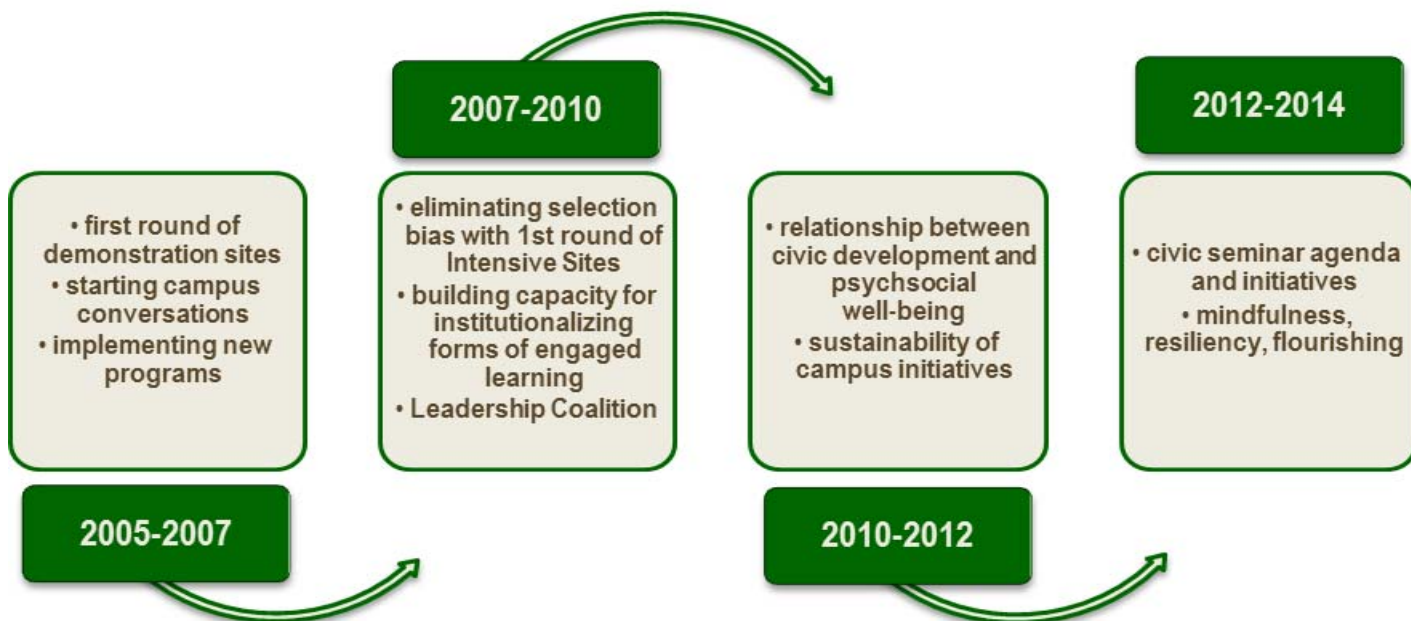 2005-2007
• first round of
demonstration sites
• starting campus
conversations
• implementing new
programs
2007-2010
• eliminating selection
bias with 1st round of
Intensive Sites
• building capacity for
institutionalizing
forms of engaged
learning
• Leadership Coalition
2010-2012
• relationship between
civic development and
psychsocial
well-being
• sustainability of
campus initiatives
2012-2014
• civic seminar agenda
and initiatives
• mindfulness,
resiliency, flourishing